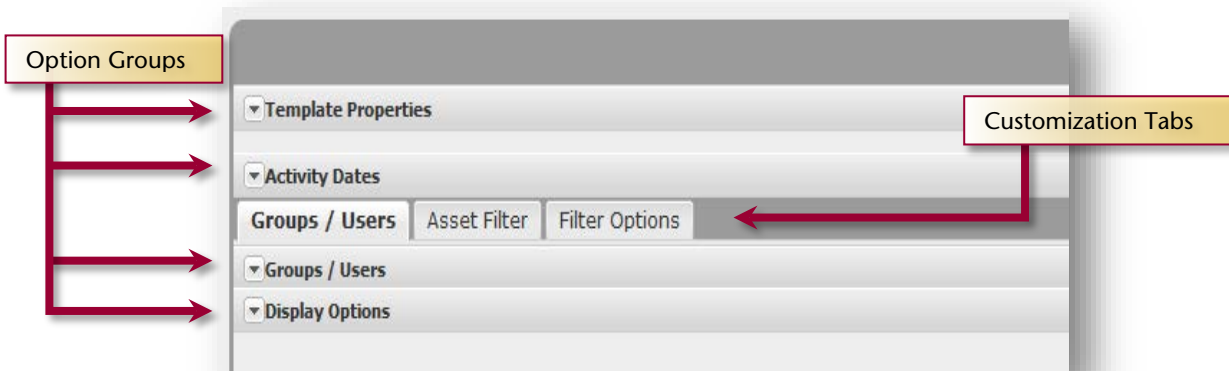 Option Groups
Template Properties
Customization Tabs
Activity Dates
Groups / Users Asset Filter Filter Options
Groups / Users
Display Options